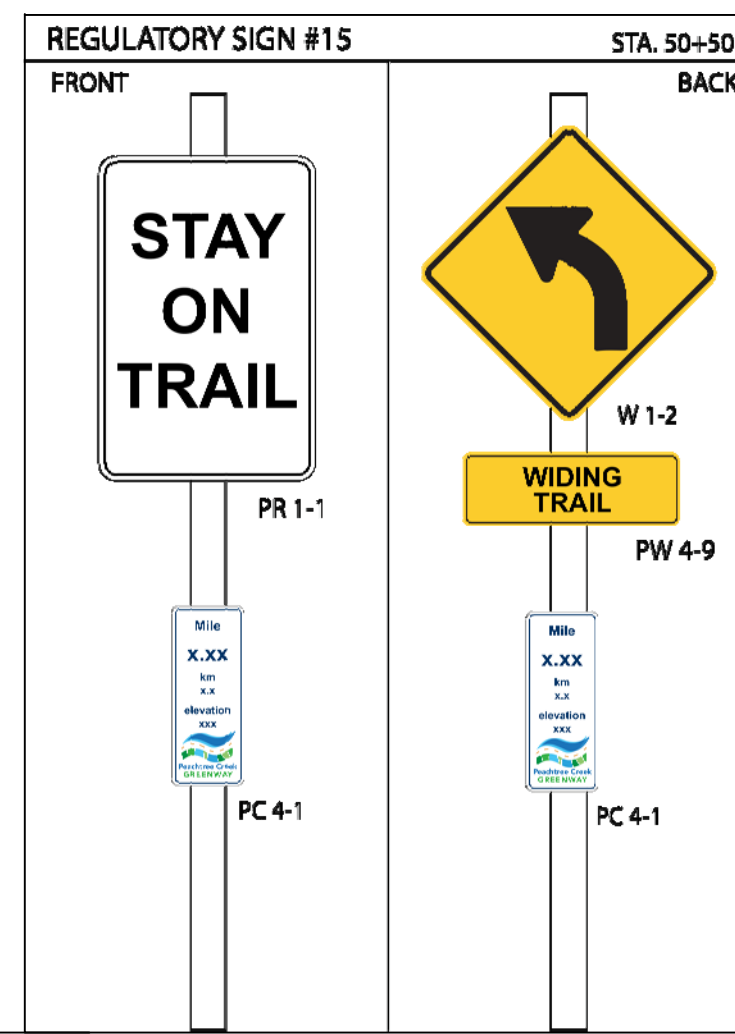 REGULATORY SIGN #15
STA. 50+50
FRONT
STAY
ON
TRAIL
PR 1-1
Mile
X.XX
km
x.x
elevation
xxx
Peachtree Creek
GREENWAY
PC 4-1
BACK
W 1-2
WIDING
TRAIL
PW 4-9
Mile
X.XX
km
x.x
elevation
xxx
Peachtree Creek
GREENWAY
PC 4-1